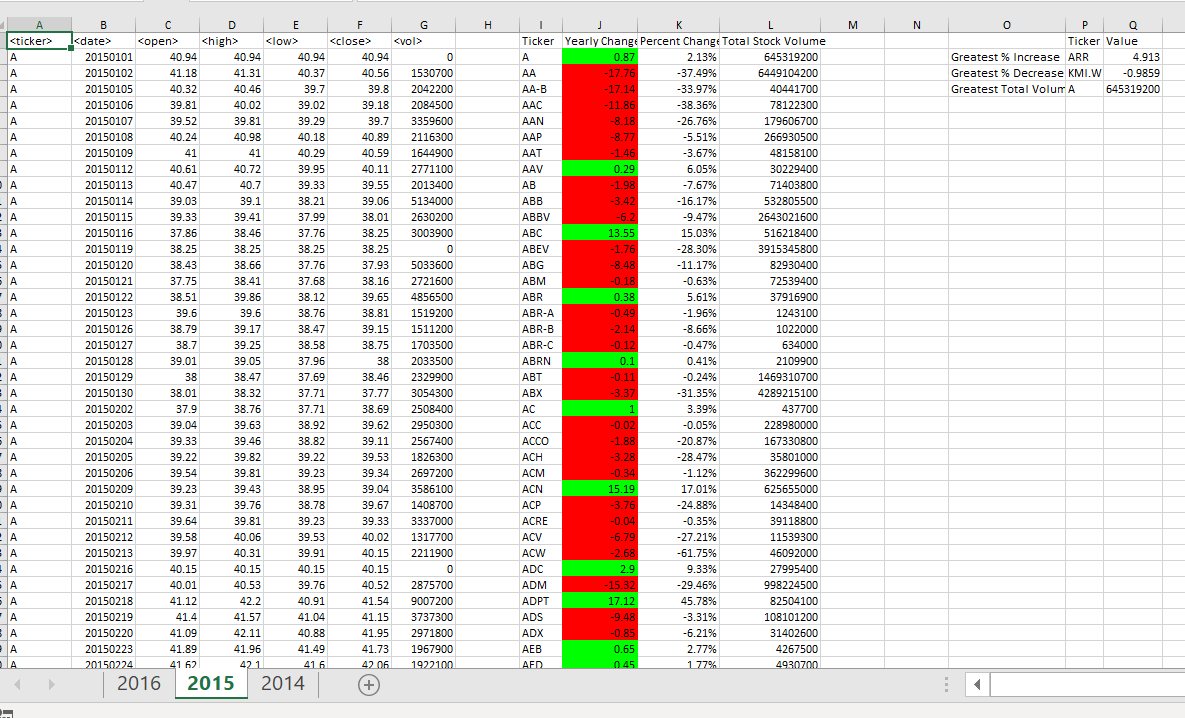 A B C D E F G H I J K L M N O P Q
<ticker> <date> <open> <high> <low> <close> <vol> Ticker Yearly Change Percent Change Total Stock Volume Ticker Value
A 20150101 40.94 40.94 40.94 40.94 0 A 0.87 2.13% 645319200 Greatest % Increase ARR 4.913
A 20150102 41.18 41.31 40.37 40.56 1530700 AA -17.76 -37.49% 6449104200 Greatest % Decrease KMI.W -0.9859
A 20150105 40.32 40.46 39.7 39.8 2042200 AA-B -17.14 -33.97% 40441700 Greatest Total Volum A 645319200
A 20150106 39.81 40.02 39.02 39.18 2084500 AAC -11.86 -38.36% 78122300
A 20150107 39.52 39.81 39.29 39.7 3359600 AAN -8.18 -26.76% 179606700
A 20150108 40.24 40.98 40.18 40.89 2116300 AAP -8.77 -5.51% 266930500
A 20150109 41 41 40.29 40.59 1644900 AAT -1.46 -3.67% 48158100
A 20150112 40.61 40.72 39.95 40.11 2771100 AAV 0.29 6.05% 30229400
A 20150113 40.47 40.7 39.33 39.55 2013400 AB -1.98 -7.67% 71403800
A 20150114 39.03 39.1 38.21 39.06 5134000 ABB -3.42 -16.17% 532805500
A 20150115 39.33 39.41 37.99 38.01 2630200 ABBV -6.2 -9.47% 2643021600
A 20150116 37.86 38.46 37.76 38.25 3003900 ABC 13.55 15.03% 516218400
A 20150119 38.25 38.25 38.25 38.25 0 ABEV -1.76 -28.30% 3915345800
A 20150120 38.43 38.66 37.76 37.93 5033600 ABG -8.48 -11.17% 82930400
A 20150121 37.75 38.41 37.68 38.16 2721600 ABM -0.18 -0.63% 72539400
A 20150122 38.51 39.86 38.12 39.65 4856500 ABR 0.38 5.61% 37916900
A 20150123 39.6 39.6 38.76 38.81 1519200 ABR-A -0.49 -1.96% 1243100
A 20150126 38.79 39.17 38.47 39.15 1511200 ABR-B -2.14 -8.66% 1022000
A 20150127 38.7 39.25 38.58 38.75 1703500 ABR-C -0.12 -0.47% 634000
A 20150128 39.01 39.05 37.96 38 2033500 ABRN 0.1 0.41% 2109900
A 20150129 38 38.47 37.69 38.46 2329900 ABT -0.11 -0.24% 1469310700
A 20150130 38.01 38.32 37.71 37.77 3054300 ABX -3.37 -31.35% 4289215100
A 20150202 37.9 38.76 37.71 38.69 2508400 AC 1 3.39% 437700
A 20150203 39.04 39.63 38.92 39.62 2950300 ACC -0.02 -0.05% 228980000
A 20150204 39.33 39.46 38.82 39.11 2567400 ACCO -1.88 -20.87% 167330800
A 20150205 39.22 39.82 39.22 39.53 1826300 ACH -3.28 -28.47% 35801000
A 20150206 39.54 39.81 39.23 39.34 2697200 ACM -0.34 -1.12% 362299600
A 20150209 39.23 39.43 38.95 39.04 3586100 ACN 15.19 17.01% 625655000
A 20150210 39.31 39.76 38.78 39.67 1408700 ACP -3.76 -24.88% 14348400
A 20150211 39.64 39.81 39.23 39.33 3337000 ACRE -0.04 -0.35% 39118800
A 20150212 39.58 40.06 39.53 40.02 1317700 ACV -6.79 -27.21% 11539300
A 20150213 39.97 40.31 39.91 40.15 2211900 ACW -2.68 -61.75% 46092000
A 20150216 40.15 40.15 40.15 40.15 0 ADC 2.9 9.33% 27995400
A 20150217 40.01 40.53 39.76 40.52 2875700 ADM -15.32 -29.46% 998224500
A 20150218 41.12 42.2 40.91 41.54 9007200 ADPT 17.12 45.78% 82504100
A 20150219 41.4 41.57 41.04 41.15 3737300 ADS -9.48 -3.31% 108101200
A 20150220 41.09 42.11 40.88 41.95 2971800 ADX -0.85 -6.21% 31402600
A 20150223 41.89 41.96 41.49 41.73 1967900 AEB 0.65 2.77% 4267500
A 20150224 41.62 42.1 41.6 42.06 1922100 AED 0.45 1.77% 4930700
2016 2015 2014